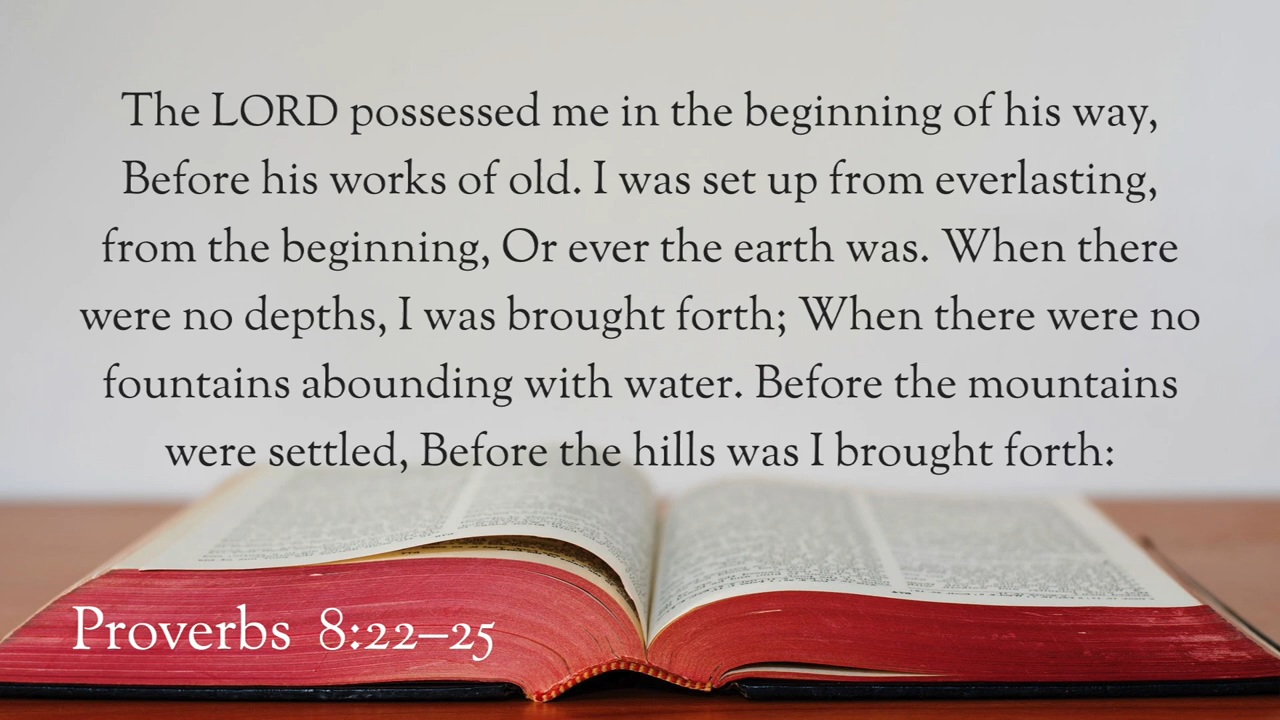 The LORD possessed me in the beginning of his way,
Before his works of old. I was set up from everlasting,
from the beginning, Or ever the earth was. When there
were no depths, I was brought forth; When there were no
fountains abounding with water. Before the mountains
were settled, Before the hills was I brought forth:
Proverbs 8:22–25